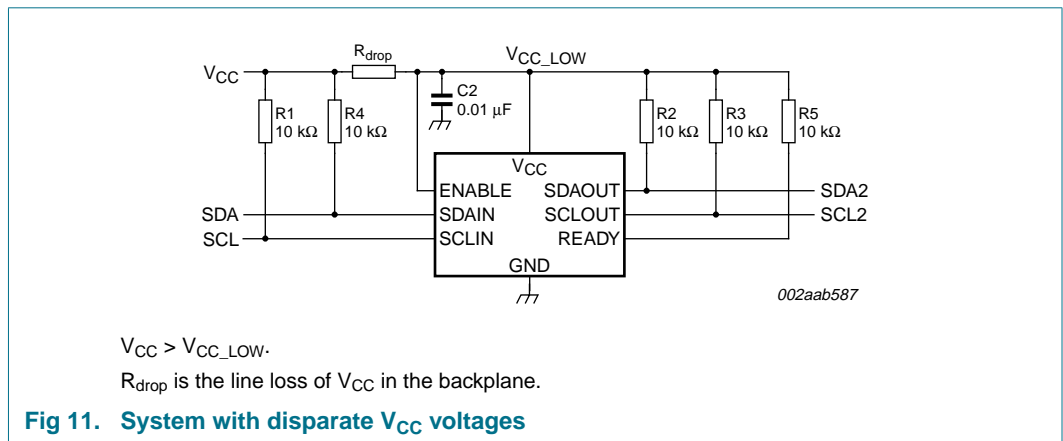 Rdrop
VCC
VCC_LOW
C2
0.01 μF
R1
10 kΩ
R4
10 kΩ
R2
10 kΩ
R3
10 kΩ
R5
10 kΩ
VCC
ENABLE SDAOUT
SDA SDAIN SCLOUT SDA2
SCL SCLIN READY SCL2
GND
002aab587
VCC > VCC_LOW.
Rdrop is the line loss of VCC in the backplane.
Fig 11. System with disparate VCC voltages